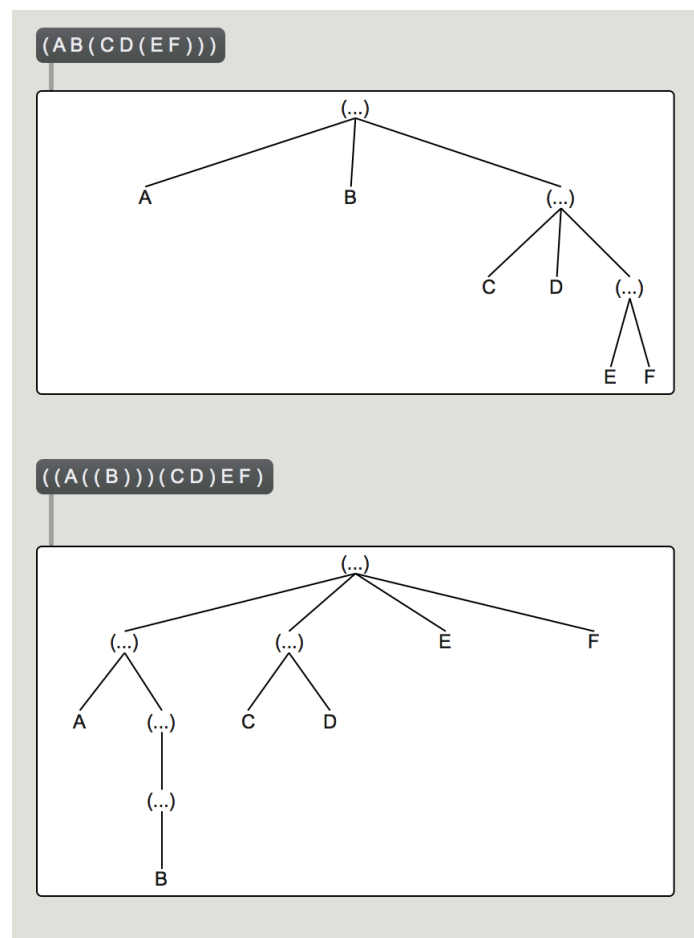 (AB(CD(EF)))
(...)
A B (...)
C D (...)
E F
((A((B)))(CD)EF)
(...)
(...) (...) E F
A (...) C D
(...)
B